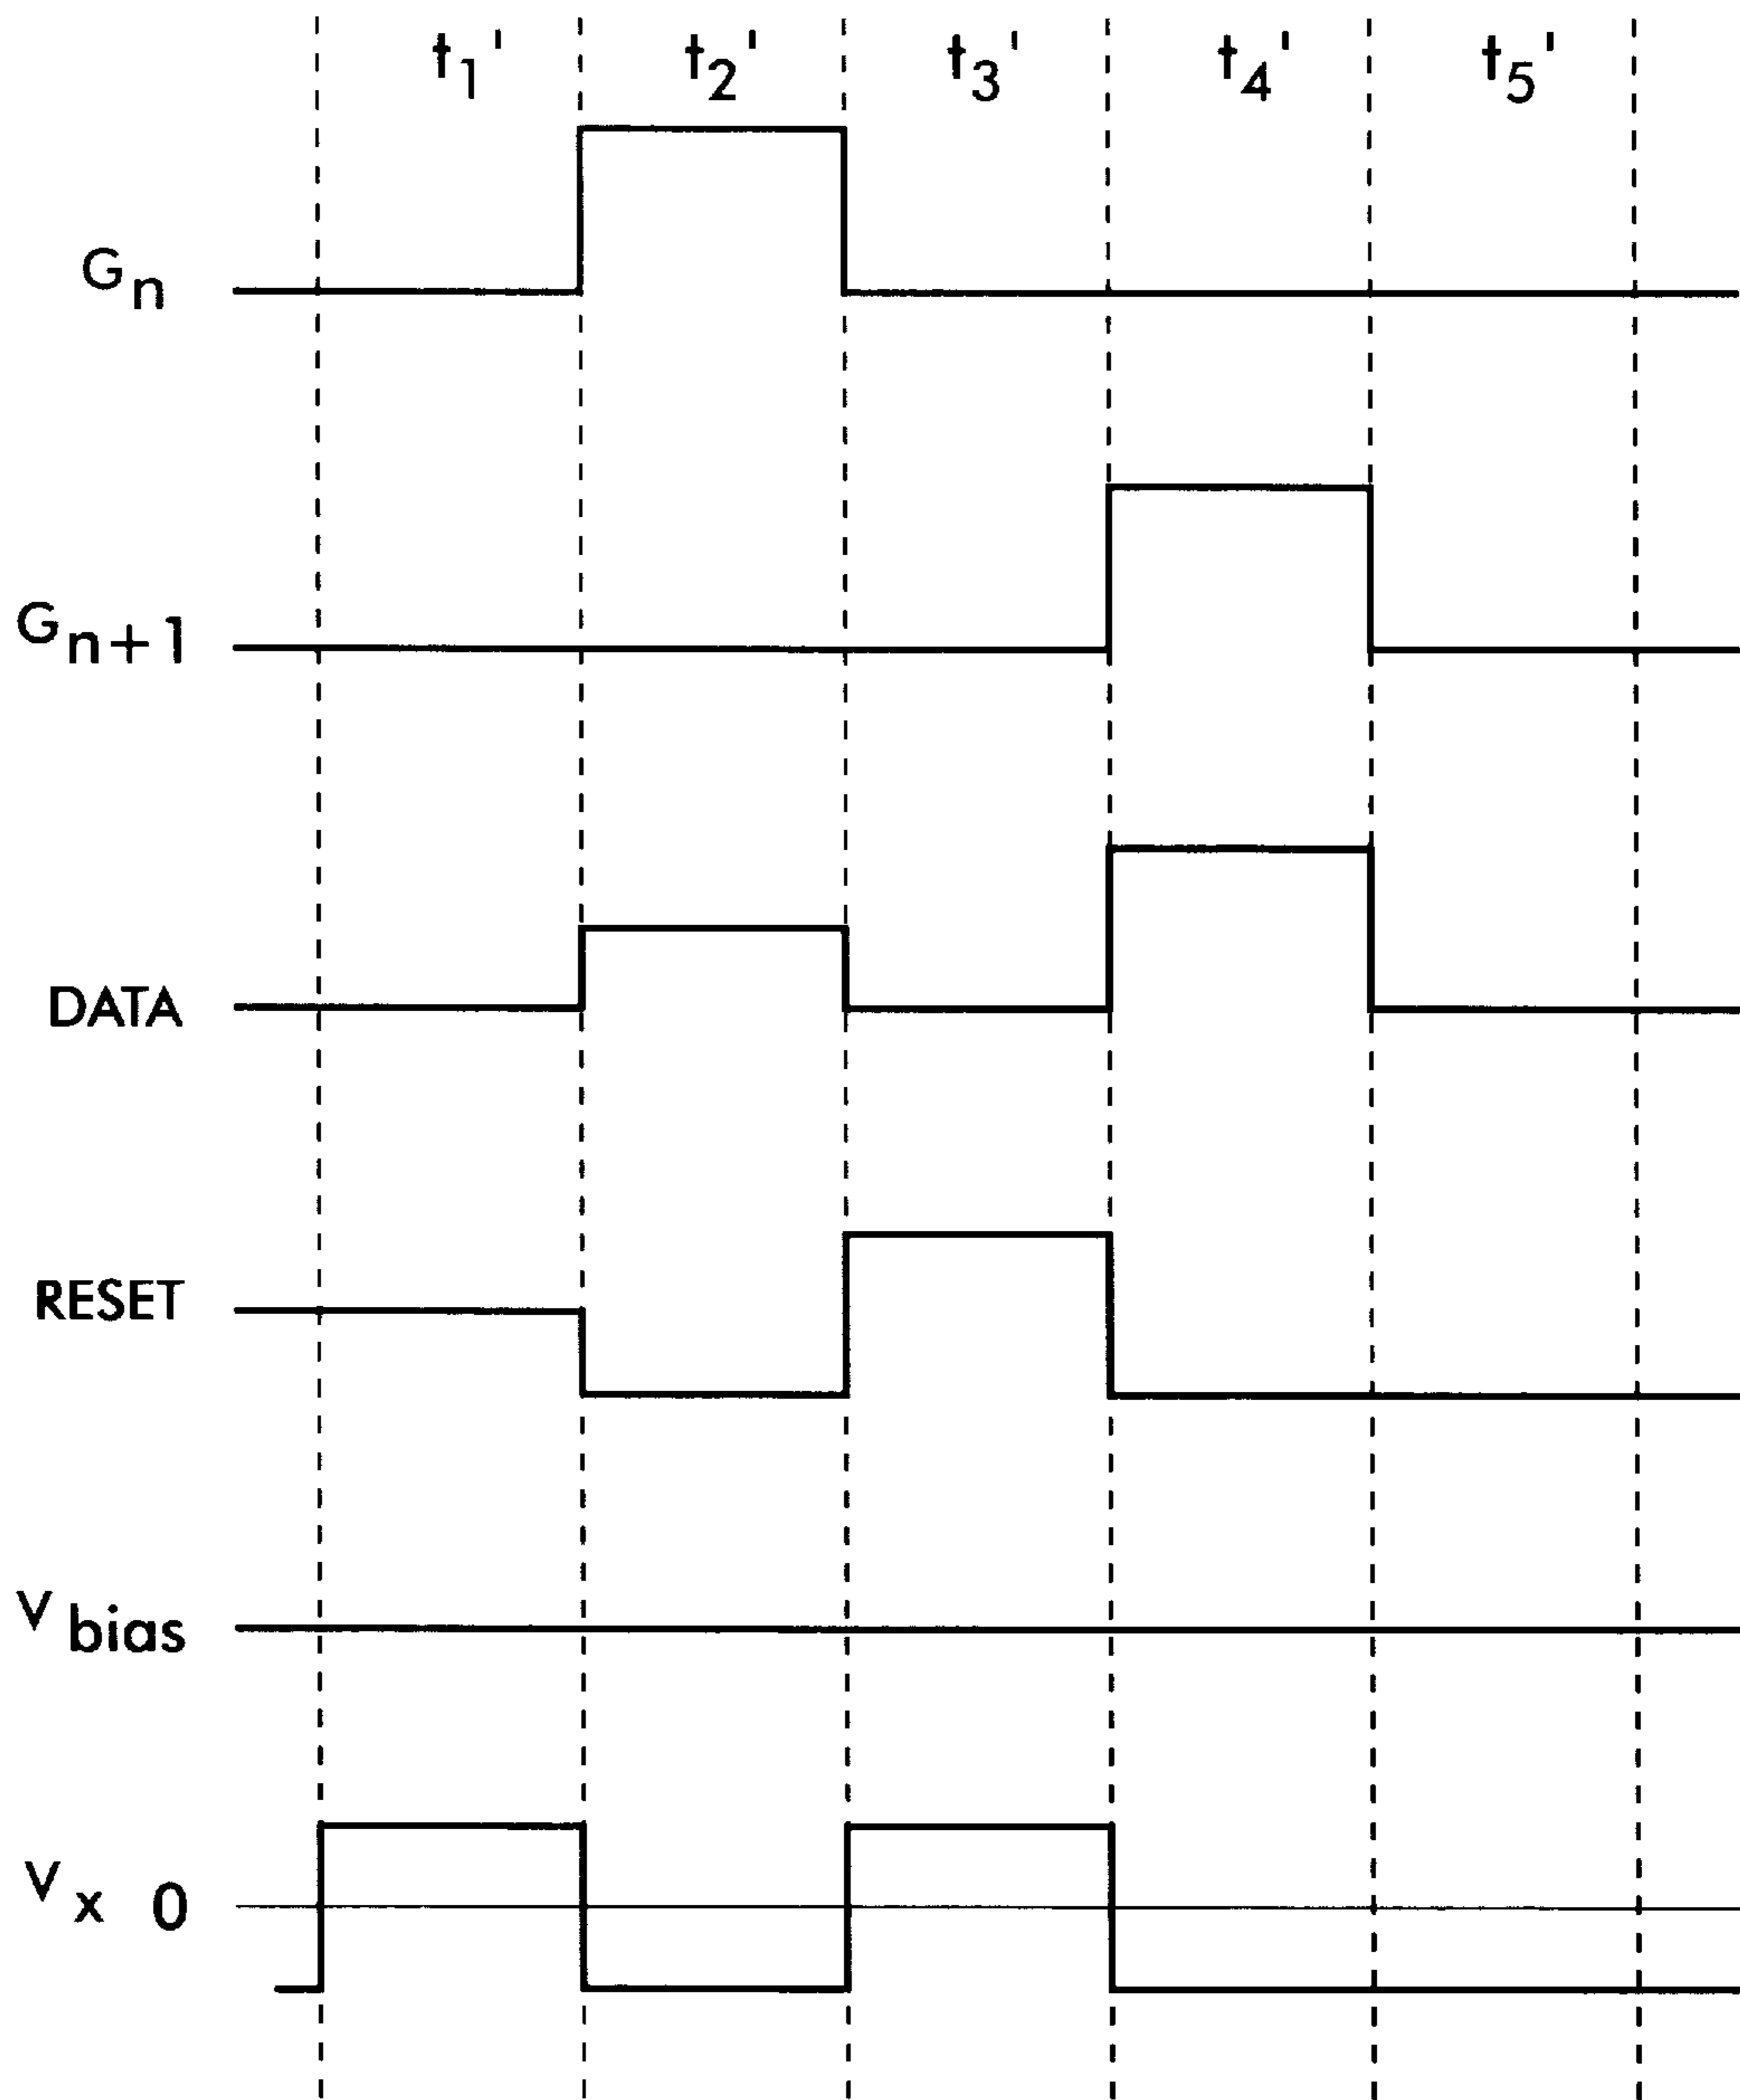 t1' t2' t3' t4' t5'
Gn
Gn+1
DATA
RESET
Vbias
Vx 0